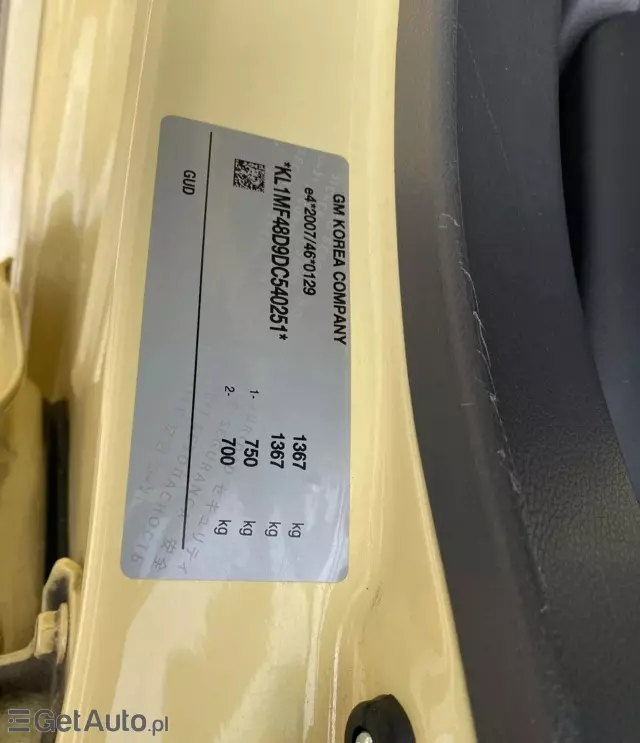 GM KOREA COMPANY
e4*2007/46*0129
*KL1MF48D9DC540251*
1367 kg
1367 kg
1- 750 kg
2- 700 kg
GUD
GetAuto.pl